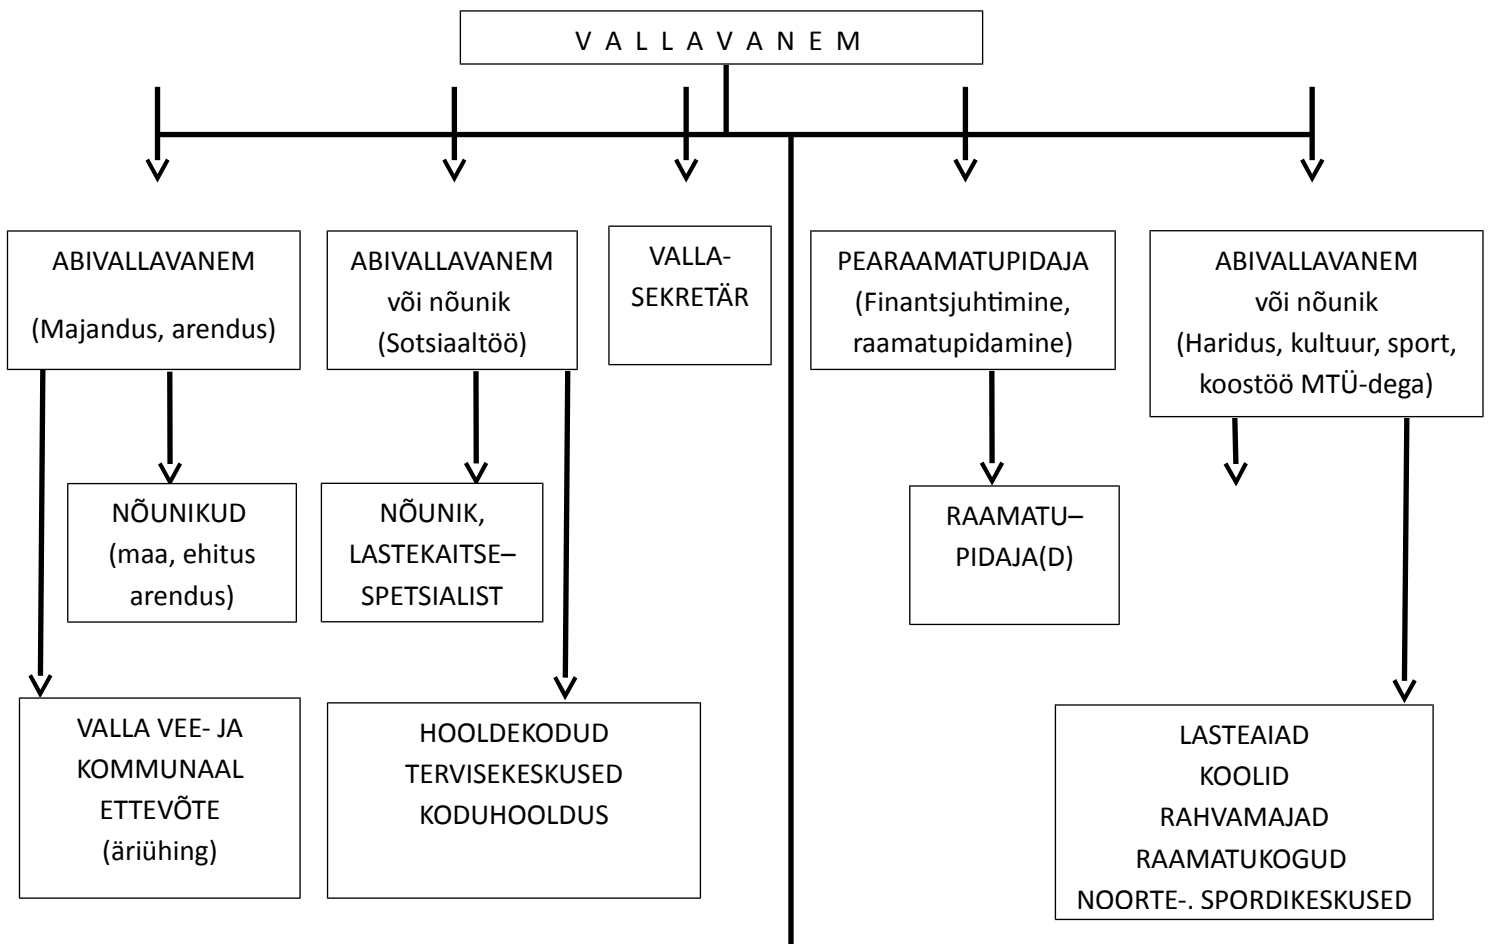 V A L L A V A N E M
ABIVALLAVANEM
(Majandus, arendus)
ABIVALLAVANEM
või nõunik
(Sotsiaaltöö)
VALLA-
SEKRETÄR
PEARAAMATUPIDAJA
(Finantsjuhtimine,
raamatupidamine)
ABIVALLAVANEM
või nõunik
(Haridus, kultuur, sport,
koostöö MTÜ-dega)
NÕUNIKUD
(maa, ehitus
arendus)
NÕUNIK,
LASTEKAITSE–
SPETSIALIST
RAAMATU–
PIDAJA(D)
VALLA VEE- JA
KOMMUNAAL
ETTEVÕTE
(äriühing)
HOOLDEKODUD
TERVISEKESKUSED
KODUHOOLDUS
LASTEAIAD
KOOLID
RAHVAMAJAD
RAAMATUKOGUD
NOORTE-. SPORDIKESKUSED